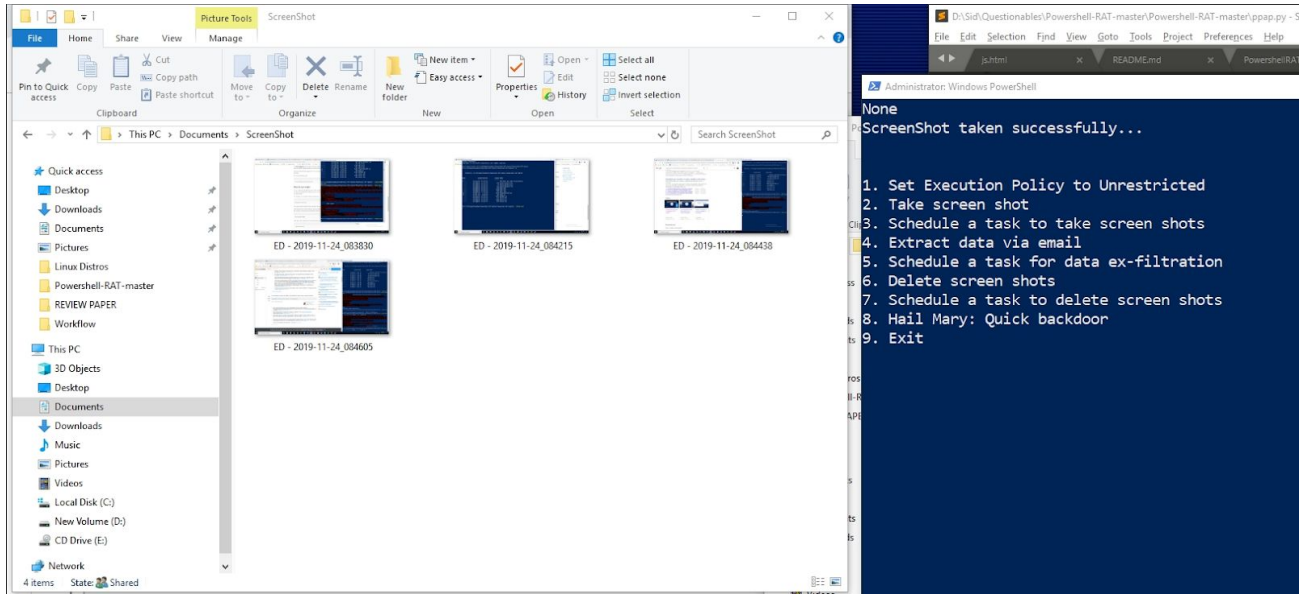 Picture Tools ScreenShot
File Home Share View Manage
Pin to Quick access
Copy
Paste
Cut
Copy path
Paste shortcut
Clipboard
Move to
Copy to
Delete
Rename
Organize
New folder
New item
Easy access
New
Properties
Open
Edit
History
Open
Select all
Select none
Invert selection
Select
This PC > Documents > ScreenShot
Search ScreenShot
Quick access
Desktop
Downloads
Documents
Pictures
Linux Distros
Powershell-RAT-master
REVIEW PAPER
Workflow
This PC
3D Objects
Desktop
Documents
Downloads
Music
Pictures
Videos
Local Disk (C:)
New Volume (D:)
CD Drive (E:)
Network
ED - 2019-11-24_083830
ED - 2019-11-24_084215
ED - 2019-11-24_084438
ED - 2019-11-24_084605
4 items State: Shared
D:\Sid\Questionables\Powershell-RAT-master\Powershell-RAT-master\ppap.py - S
File Edit Selection Find View Goto Tools Project Preferences Help
js.html
README.md
PowershellRA
Administrator: Windows PowerShell
None
ScreenShot taken successfully...
1. Set Execution Policy to Unrestricted
2. Take screen shot
3. Schedule a task to take screen shots
4. Extract data via email
5. Schedule a task for data ex-filtration
6. Delete screen shots
7. Schedule a task to delete screen shots
8. Hail Mary: Quick backdoor
9. Exit